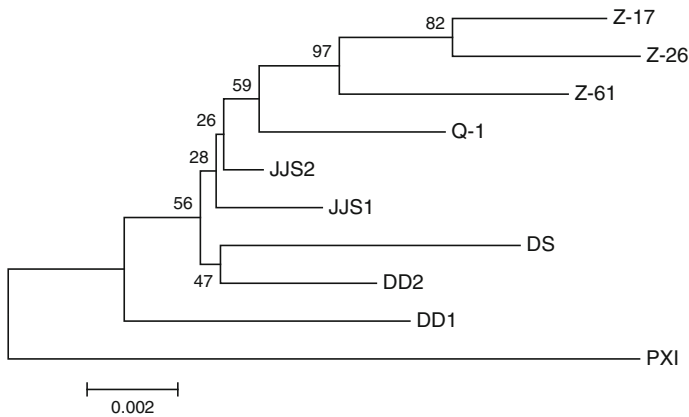 Z-17
82
Z-26
97
Z-61
59
26
Q-1
28
JJS2
56
JJS1
DS
47
DD2
DD1
PXI
0.002